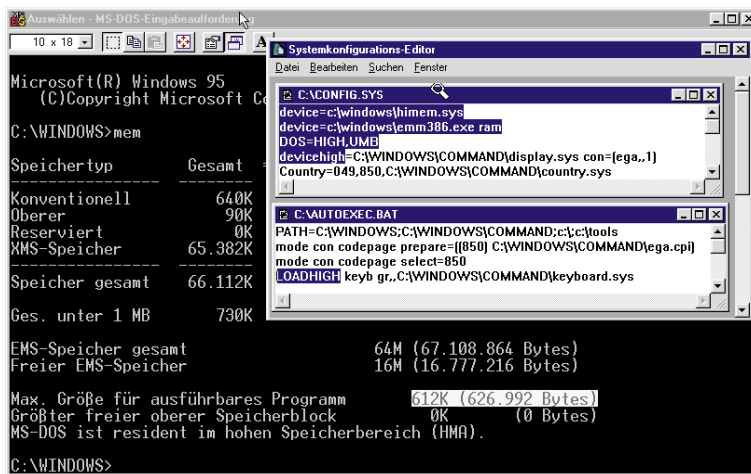 Auswählen - MS-DOS-Eingabeaufforderung
10 x 18
A
Microsoft(R) Windows 95
(C)Copyright Microsoft
C:\WINDOWS>mem
Speichertyp Gesamt
Konventionell 640K
Oberer 90K
Reserviert 0K
XMS-Speicher 65.382K
Speicher gesamt 66.112K
Ges. unter 1 MB 730K
EMS-Speicher gesamt 64M (67.108.864 Bytes)
Freier EMS-Speicher 16M (16.777.216 Bytes)
Max. Größe für ausführbares Programm 612K (626.992 Bytes)
Größter freier oberer Speicherblock 0K (0 Bytes)
MS-DOS ist resident im hohen Speicherbereich (HMA).
C:\WINDOWS>
Systemkonfigurations-Editor
Datei Bearbeiten Suchen Fenster
C:\CONFIG.SYS
device=c:\windows\himem.sys
device=c:\windows\emm386.exe ram
DOS=HIGH,UMB
devicehigh=C:\WINDOWS\COMMAND\display.sys con=(ega,,1)
Country=049,850,C:\WINDOWS\COMMAND\country.sys
C:\AUTOEXEC.BAT
PATH=C:\WINDOWS;C:\WINDOWS\COMMAND;c:\;c:\tools
mode con codepage prepare=((850) C:\WINDOWS\COMMAND\ega.cpi)
mode con codepage select=850
LOADHIGH keyb gr,,C:\WINDOWS\COMMAND\keyboard.sys